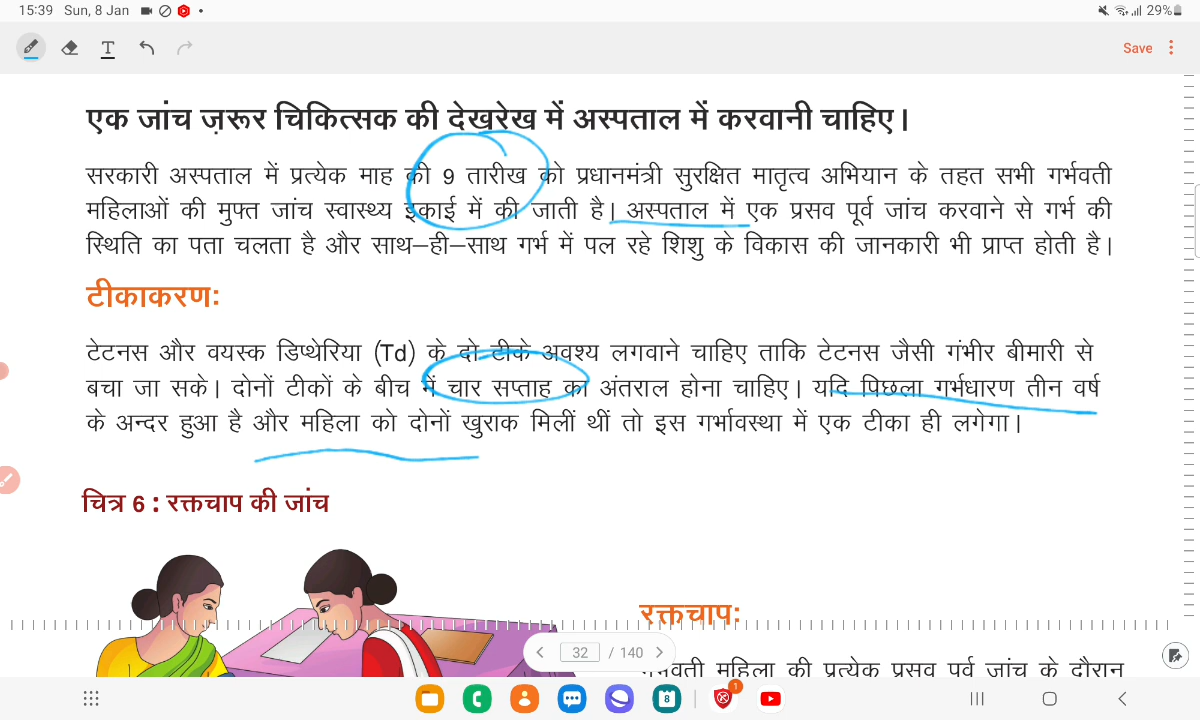 15:39 Sun, 8 Jan 29%
T Save
एक जांच ज़रूर चिकित्सक की देखरेख में अस्पताल में करवानी चाहिए।
सरकारी अस्पताल में प्रत्येक माह की 9 तारीख को प्रधानमंत्री सुरक्षित मातृत्व अभियान के तहत सभी गर्भवती
महिलाओं की मुफ्त जांच स्वास्थ्य इकाई में की जाती है। अस्पताल में एक प्रसव पूर्व जांच करवाने से गर्भ की
स्थिति का पता चलता है और साथ–ही–साथ गर्भ में पल रहे शिशु के विकास की जानकारी भी प्राप्त होती है।
टीकाकरण:
टेटनस और वयस्क डिप्थेरिया (Td) के दो टीके अवश्य लगवाने चाहिए ताकि टेटनस जैसी गंभीर बीमारी से
बचा जा सके। दोनों टीकों के बीच में चार सप्ताह का अंतराल होना चाहिए। यदि पिछला गर्भधारण तीन वर्ष
के अन्दर हुआ है और महिला को दोनों खुराक मिलीं थीं तो इस गर्भावस्था में एक टीका ही लगेगा।
चित्र 6 : रक्तचाप की जांच
रक्तचाप:
32 / 140
महिला की प्रत्येक प्रसव पूर्व जांच के दौरान
8 1